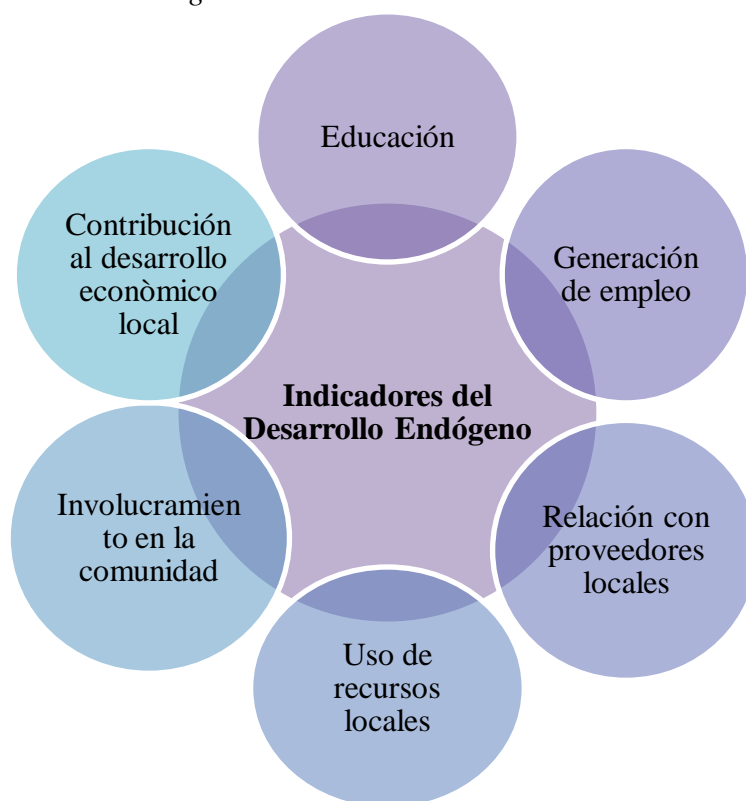 Educación
Generación
de empleo
Relación con
proveedores
locales
Uso de
recursos
locales
Involucramien
to en la
comunidad
Contribución
al desarrollo
econòmico
local
Indicadores del
Desarrollo Endógeno